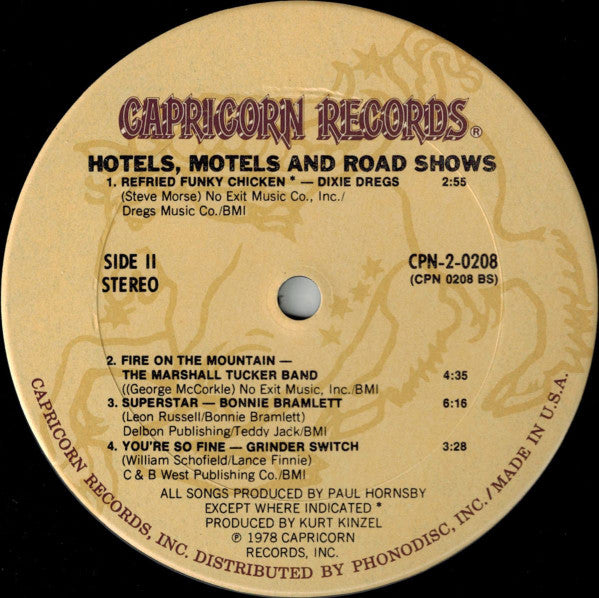 CAPRICORN RECORDS®
HOTELS, MOTELS AND ROAD SHOWS
1. REFRIED FUNKY CHICKEN * — DIXIE DREGS 2:55
(Steve Morse) No Exit Music Co., Inc./
Dregs Music Co./BMI
SIDE II CPN-2-0208
STEREO (CPN 0208 BS)
2. FIRE ON THE MOUNTAIN —
THE MARSHALL TUCKER BAND 4:35
((George McCorkle) No Exit Music, Inc./BMI
3. SUPERSTAR — BONNIE BRAMLETT 6:16
(Leon Russell/Bonnie Bramlett)
Delbon Publishing/Teddy Jack/BMI
4. YOU'RE SO FINE — GRINDER SWITCH 3:28
(William Schofield/Lance Finnie)
C & B West Publishing Co./BMI
ALL SONGS PRODUCED BY PAUL HORNSBY
EXCEPT WHERE INDICATED *
PRODUCED BY KURT KINZEL
℗ 1978 CAPRICORN
RECORDS, INC.
CAPRICORN RECORDS, INC. DISTRIBUTED BY PHONODISC, INC./MADE IN U.S.A.